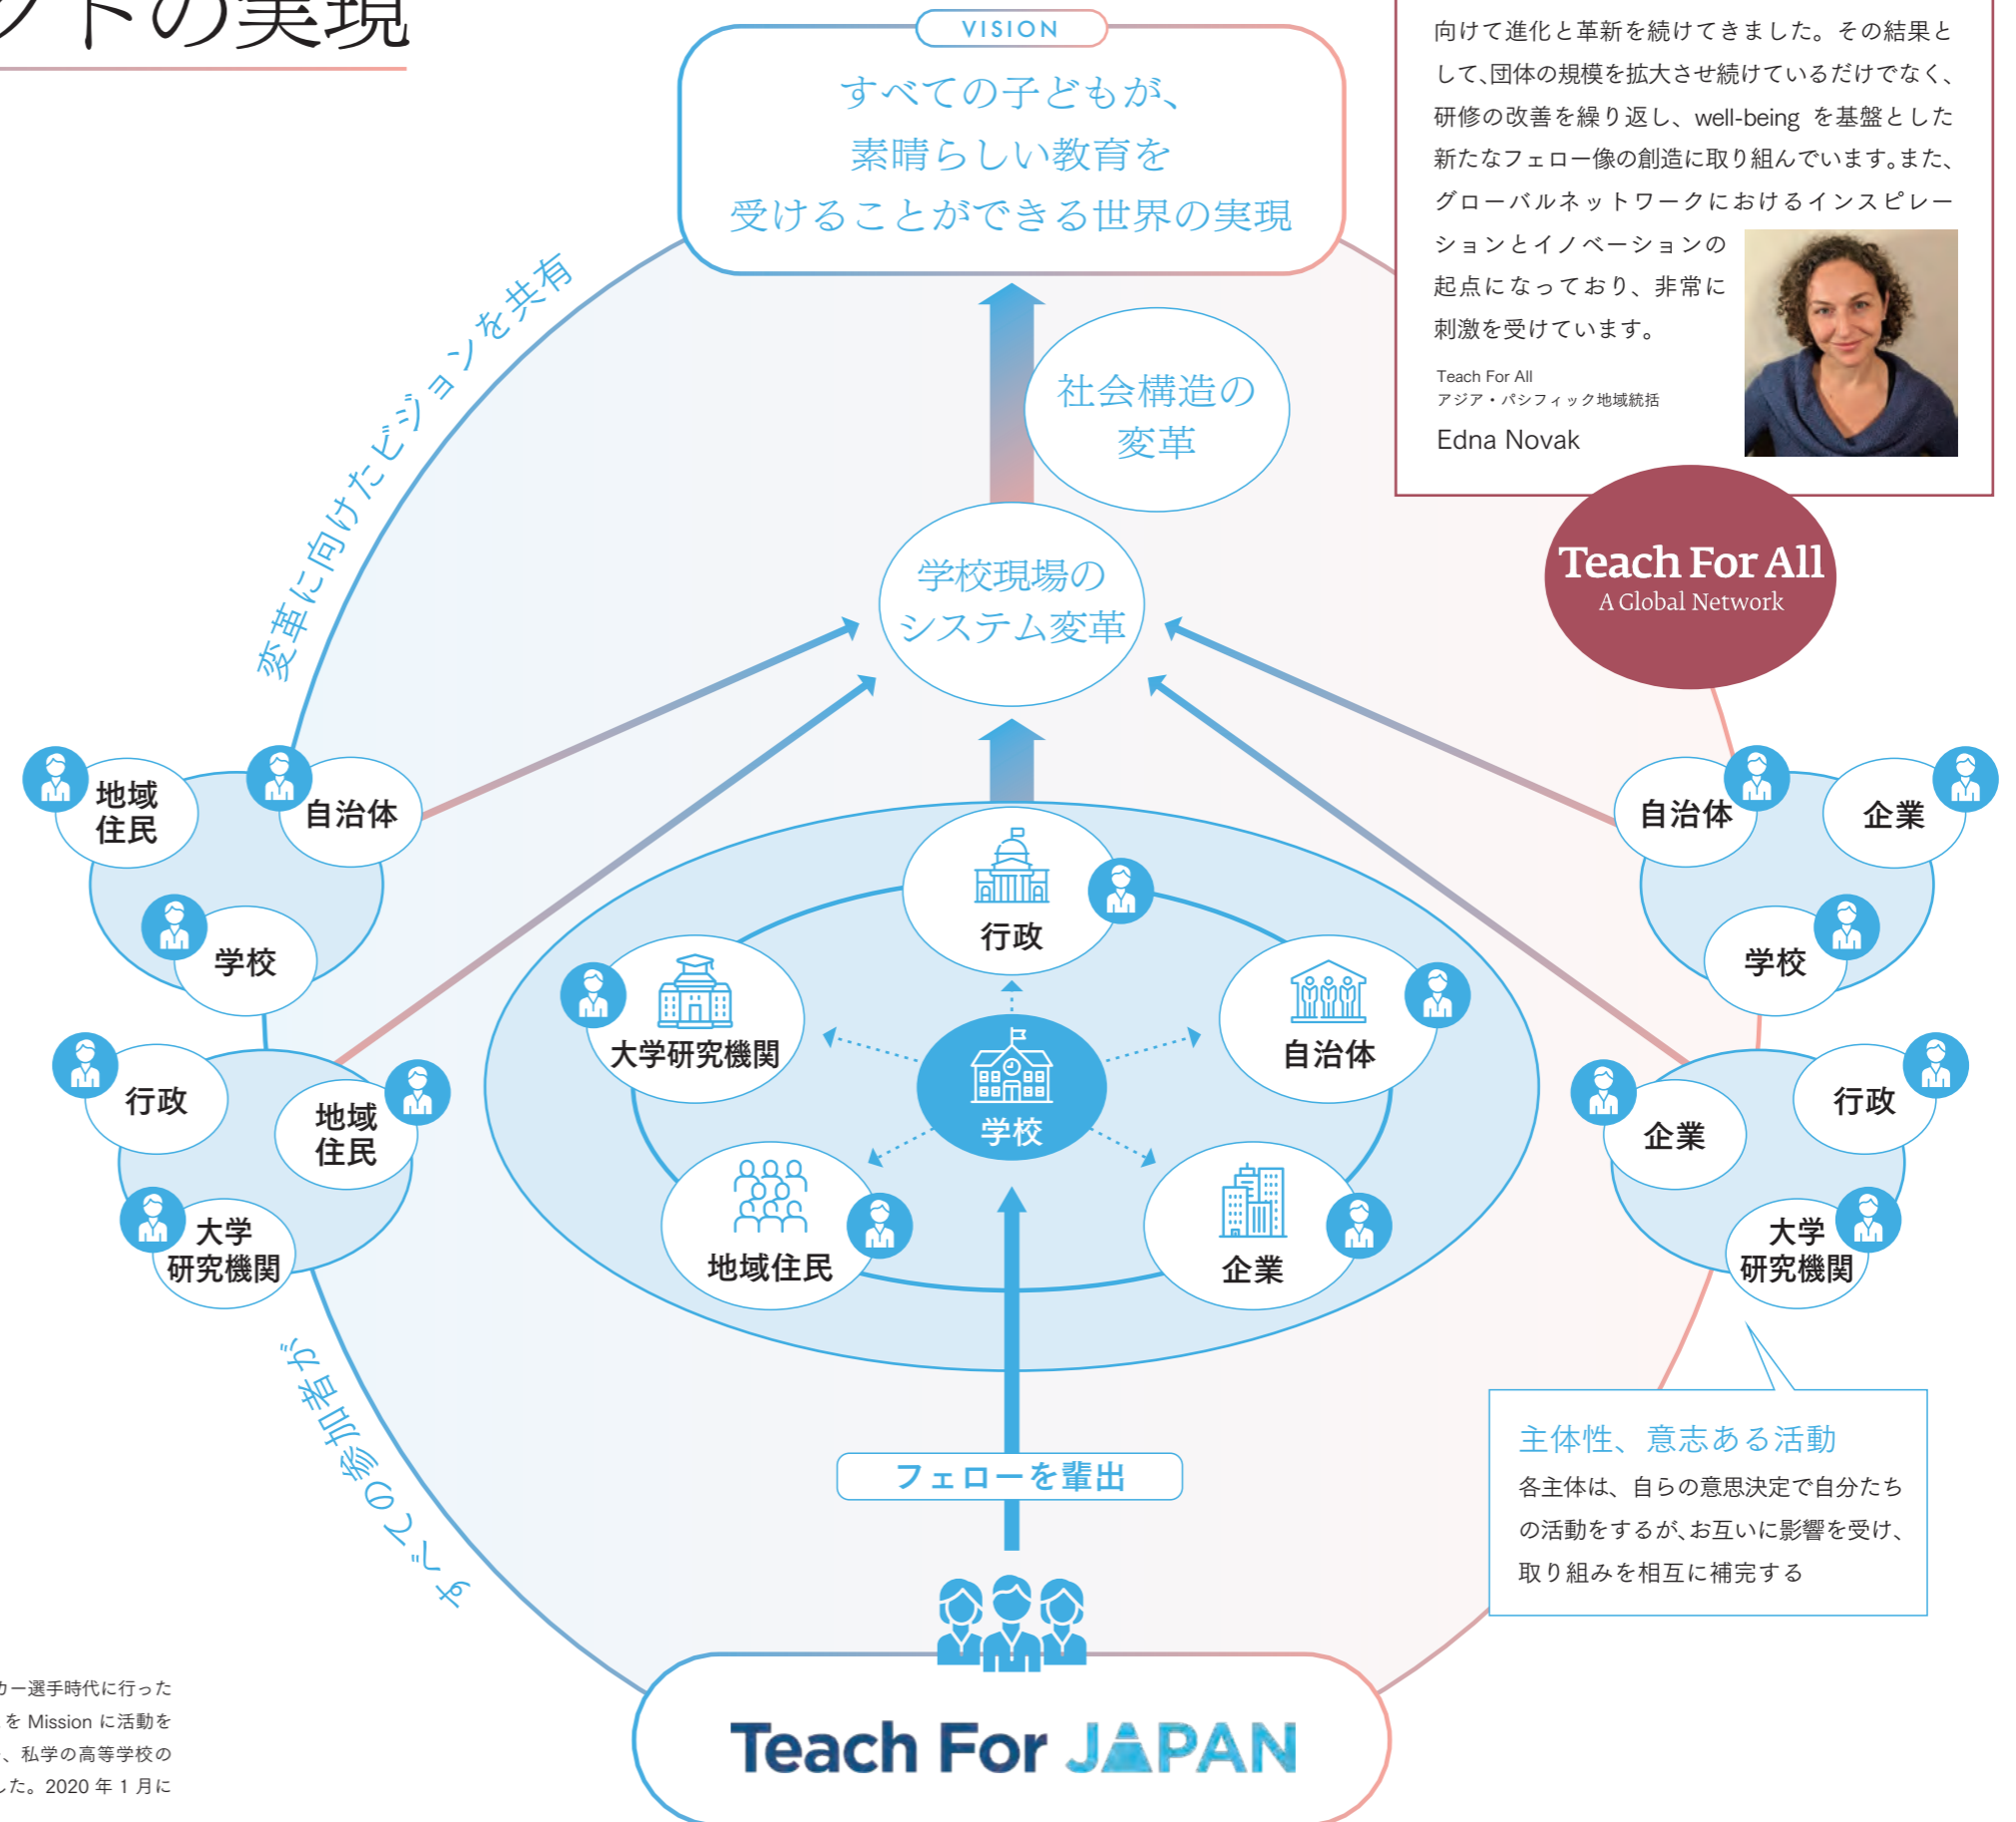 クトの実現
VISION
すべての子どもが、
素晴らしい教育を
受けることができる世界の実現
向けて進化と革新を続けてきました。その結果と
して、団体の規模を拡大させ続けているだけでなく、
研修の改善を繰り返し、well-being を基盤とした
新たなフェロー像の創造に取り組んでいます。また、
グローバルネットワークにおけるインスピレー
ションとイノベーションの
起点になっており、非常に
刺激を受けています。
Teach For All
アジア・パシフィック地域統括
Edna Novak
Teach For All
A Global Network
変革に向けたビジョンを共有
社会構造の
変革
学校現場の
システム変革
地域
住民
自治体
学校
行政
地域
住民
大学
研究機関
行政
大学研究機関
自治体
学校
地域住民
企業
自治体
企業
学校
企業
行政
大学
研究機関
すべての参加者が
フェローを輩出
主体性、意志ある活動
各主体は、自らの意思決定で自分たち
の活動をするが、お互いに影響を受け、
取り組みを相互に補完する
Teach For JAPAN
カー選手時代に行った
を Mission に活動を
、私学の高等学校の
した。2020 年 1 月に